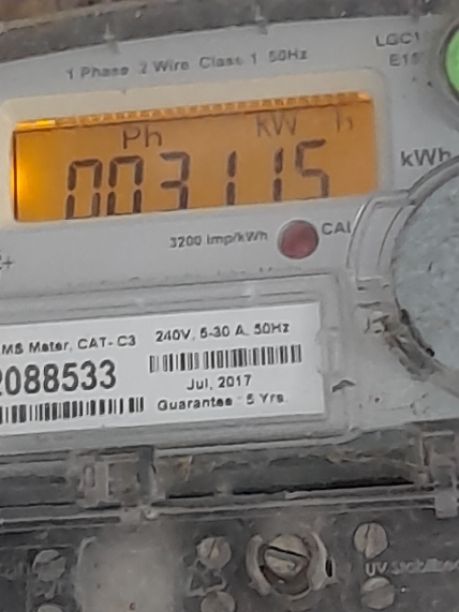 1 Phase 2 Wire Class 1 50Hz
LGC1
Ph kW h
003115
kWh
3200 imp/kWh
CAL
MS Meter, CAT-C3
240V, 5-30 A, 50Hz
2088533
Jul, 2017
Guarantee : 5 Yrs.